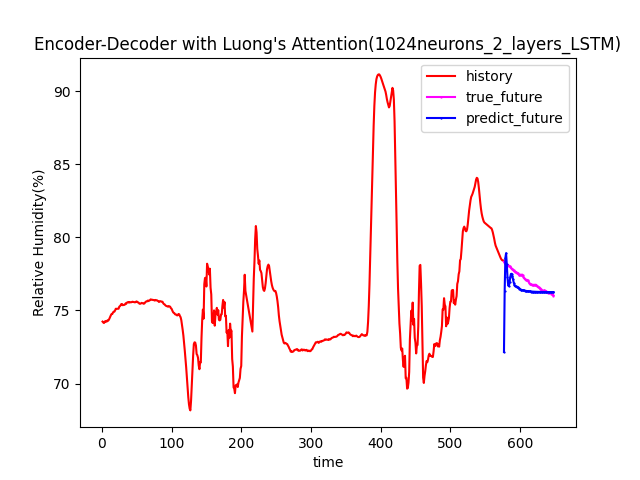 Encoder-Decoder with Luong's Attention(1024neurons_2_layers_LSTM)
history
true_future
predict_future
Relative Humidity(%)
90
85
80
75
70
0 100 200 300 400 500 600
time